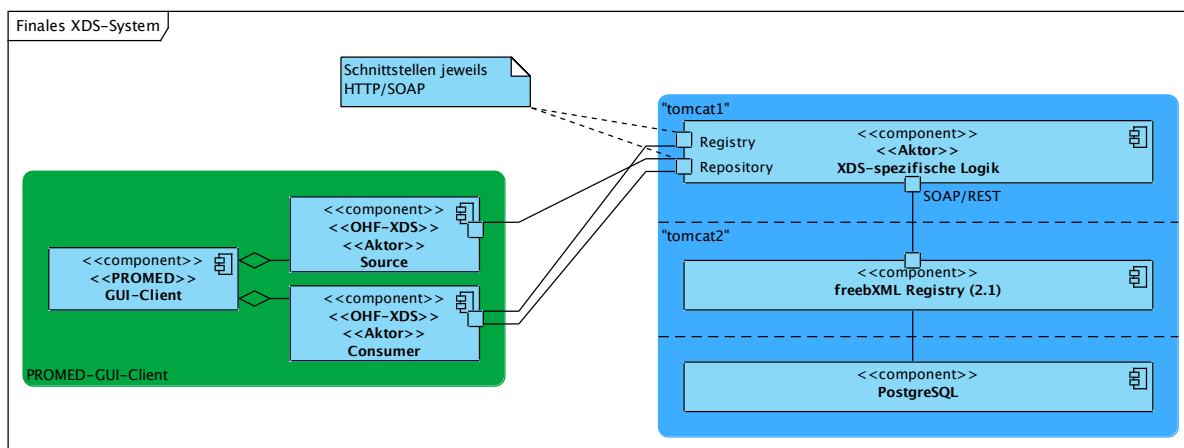 Finales XDS-System
Schnittstellen jeweils
HTTP/SOAP
"tomcat1"
<<component>>
<<Aktor>>
XDS-spezifische Logik
Registry
Repository
SOAP/REST
"tomcat2"
<<component>>
freebXML Registry (2.1)
<<component>>
PostgreSQL
<<component>>
<<OHF-XDS>>
<<Aktor>>
Source
<<component>>
<<PROMED>>
GUI-Client
<<component>>
<<OHF-XDS>>
<<Aktor>>
Consumer
PROMED-GUI-Client